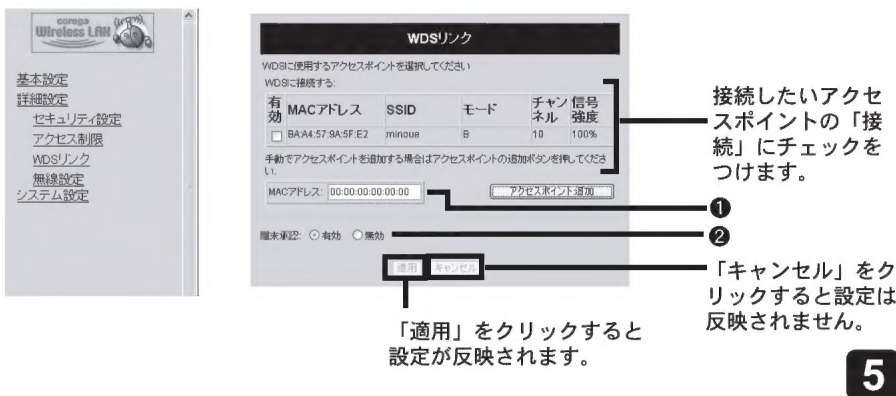 corega
Wireless LAN
基本設定
詳細設定
セキュリティ設定
アクセス制限
WDSリンク
無線設定
システム設定
WDSリンク
WDSに使用するアクセスポイントを選択してください
WDSに接続する:
有効 MACアドレス SSID モード チャンネル 信号強度
BA:A4:57:9A:5F:E2 minoue B 10 100%
手動でアクセスポイントを追加する場合はアクセスポイントの追加ボタンを押してくださ
い.
MACアドレス: 00:00:00:00:00:00 アクセスポイント追加
端末承認: 有効 無効
適用 キャンセル
接続したいアクセ
スポイントの「接
続」にチェックを
つけます。
❶
❷
「キャンセル」をク
リックすると設定は
反映されません。
「適用」をクリックすると
設定が反映されます。
5